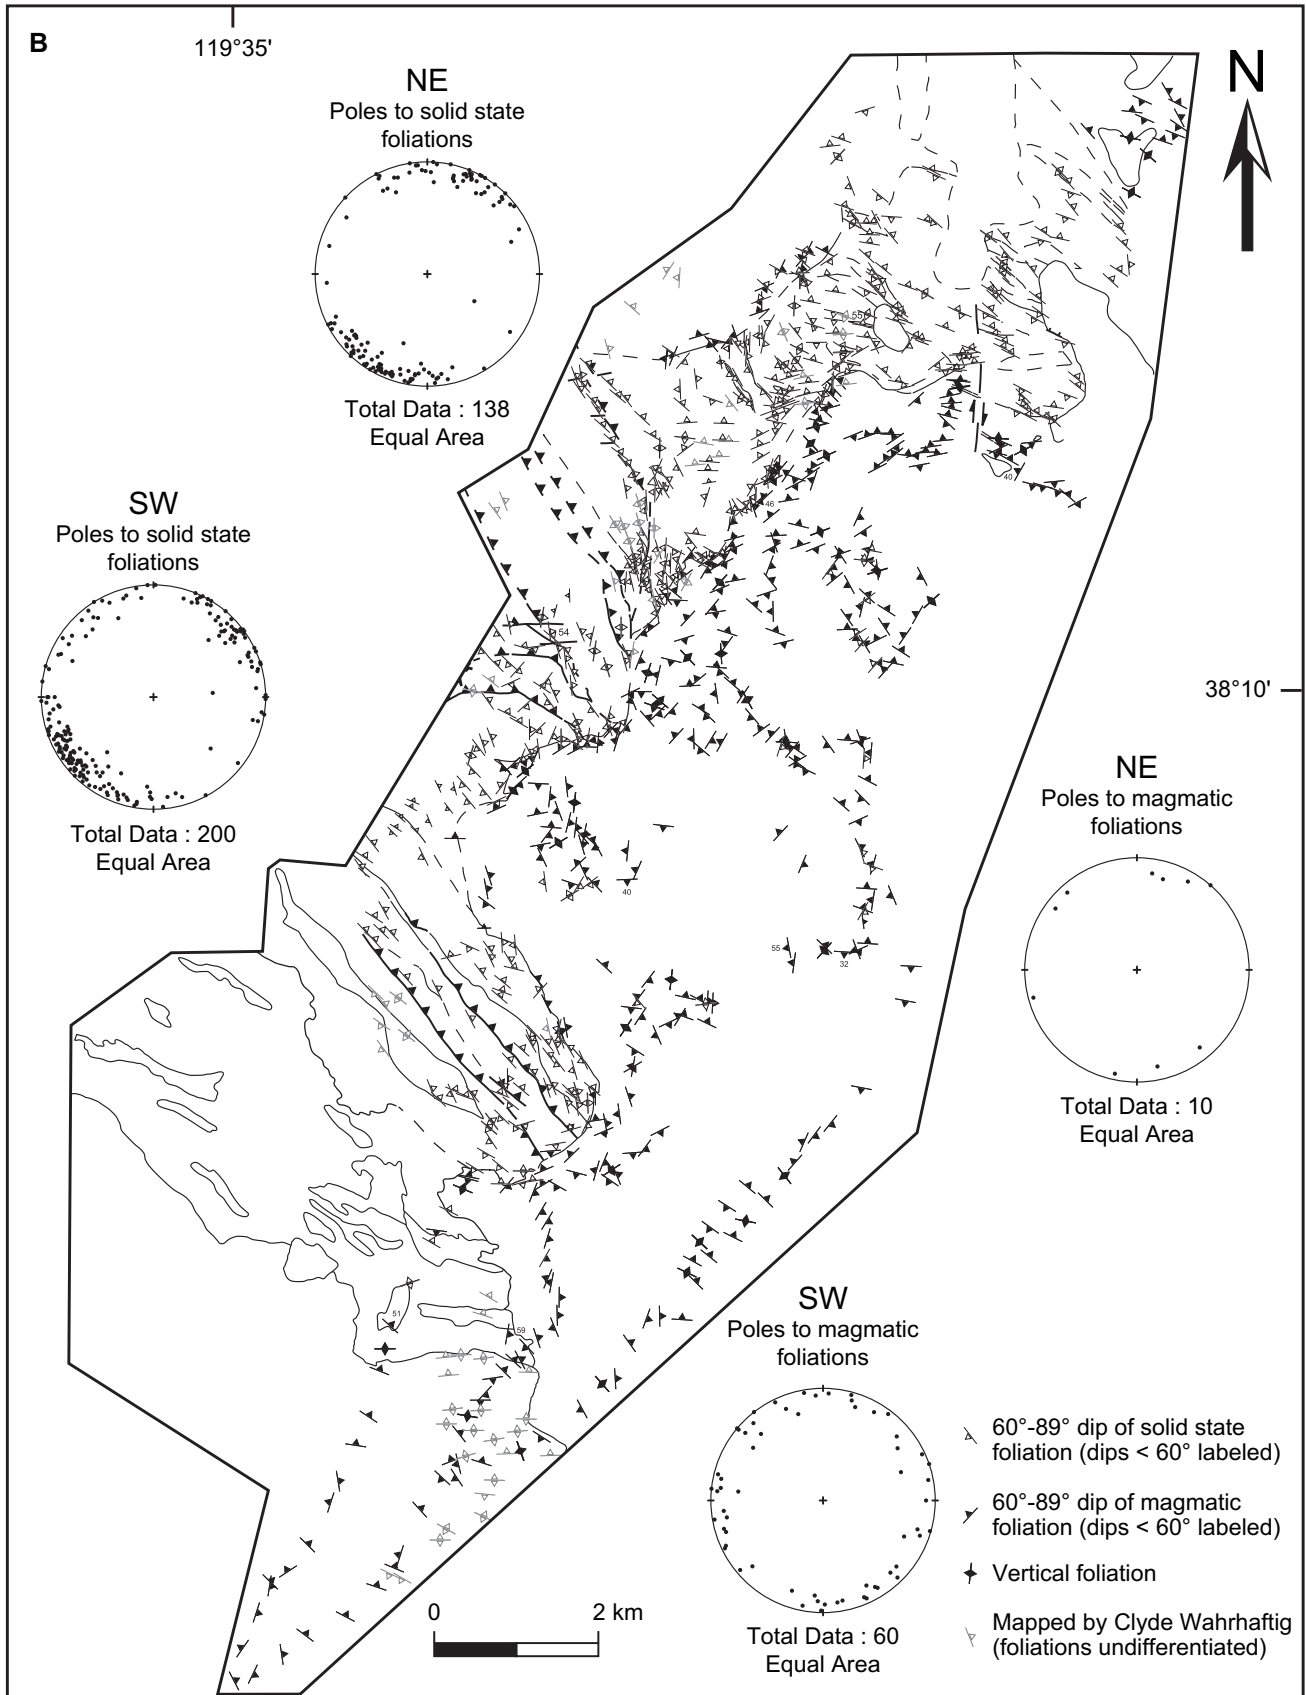 B
119°35'
NE
Poles to solid state
foliations
Total Data : 138
Equal Area
N
SW
Poles to solid state
foliations
Total Data : 200
Equal Area
55
40
46
54
38°10'
NE
Poles to magmatic
foliations
Total Data : 10
Equal Area
40
55
32
51
59
SW
Poles to magmatic
foliations
Total Data : 60
Equal Area
60°-89° dip of solid state
foliation (dips < 60° labeled)
60°-89° dip of magmatic
foliation (dips < 60° labeled)
Vertical foliation
Mapped by Clyde Wahrhaftig
(foliations undifferentiated)
0 2 km